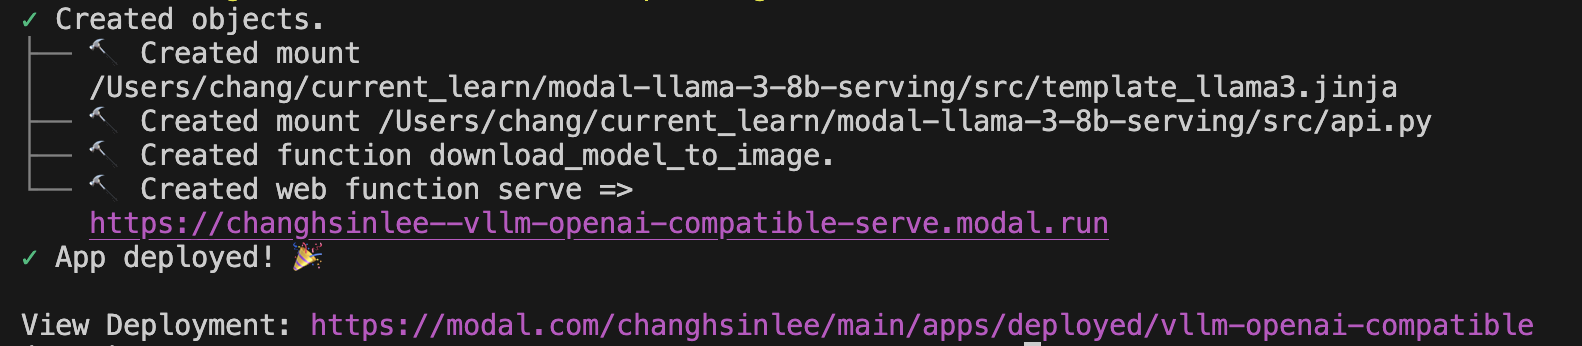 ✓ Created objects.
├── 🔨 Created mount
/Users/chang/current_learn/modal-llama-3-8b-serving/src/template_llama3.jinja
├── 🔨 Created mount /Users/chang/current_learn/modal-llama-3-8b-serving/src/api.py
├── 🔨 Created function download_model_to_image.
└── 🔨 Created web function serve =>
https://changhsinlee--vllm-openai-compatible-serve.modal.run
✓ App deployed! 🎉
View Deployment: https://modal.com/changhsinlee/main/apps/deployed/vllm-openai-compatible